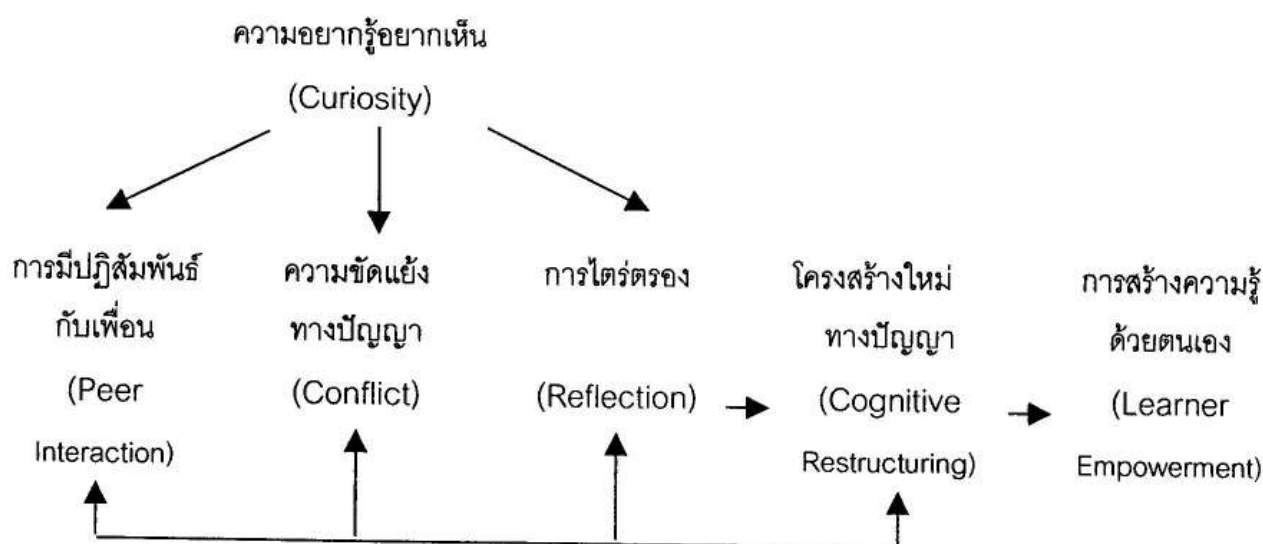 ความอยากรู้อยากเห็น
(Curiosity)
การมีปฏิสัมพันธ์
กับเพื่อน
(Peer
Interaction)
ความขัดแย้ง
ทางปัญญา
(Conflict)
การไตร่ตรอง
(Reflection)
โครงสร้างใหม่
ทางปัญญา
(Cognitive
Restructuring)
การสร้างความรู้
ด้วยตนเอง
(Learner
Empowerment)